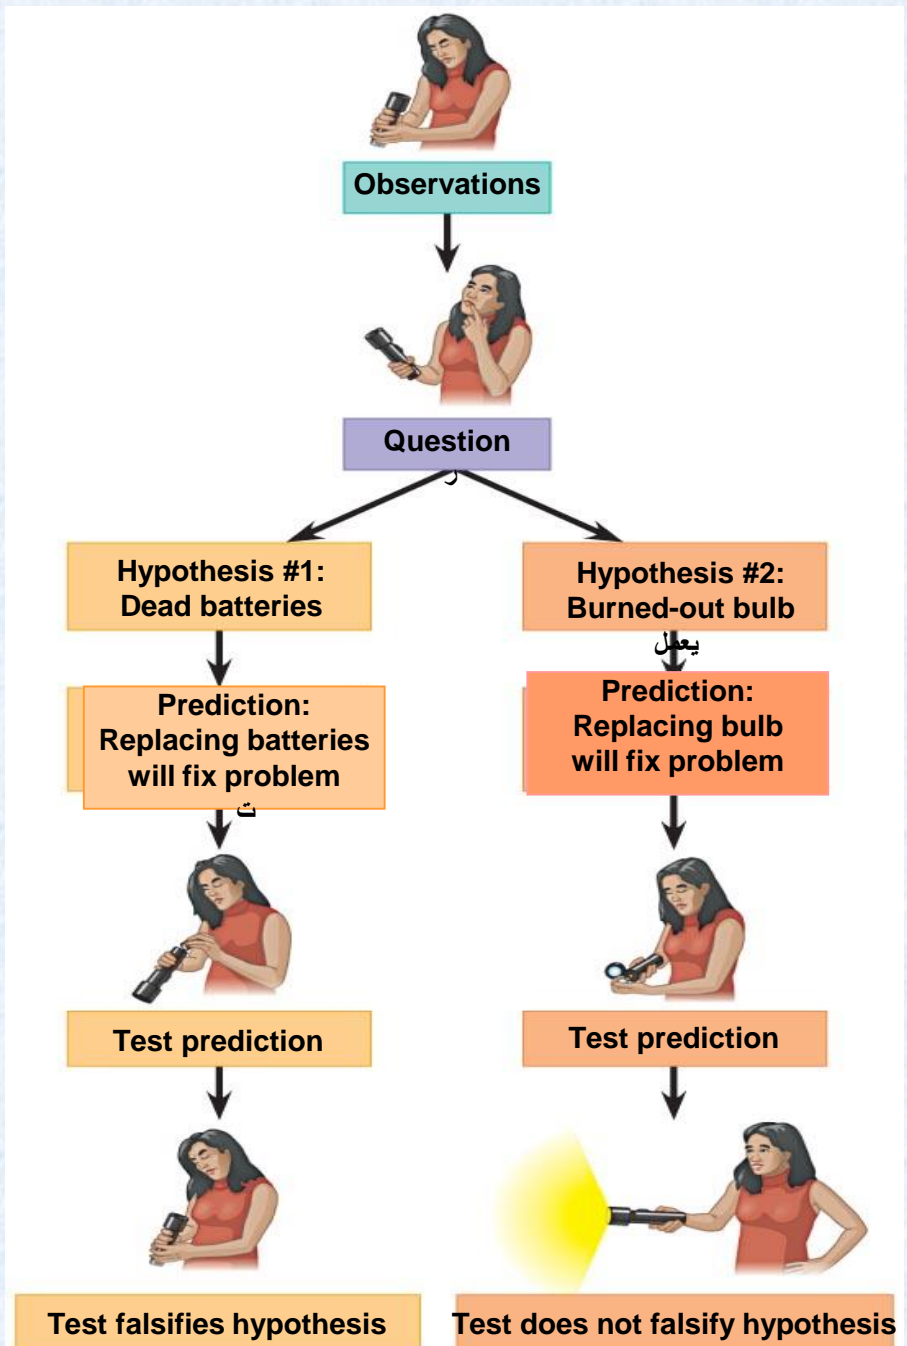 Observations
Question
ر
Hypothesis #1:
Dead batteries
Hypothesis #2:
Burned-out bulb
يعمل
Prediction:
Replacing batteries
will fix problem
ت
Prediction:
Replacing bulb
will fix problem
Test prediction
Test prediction
Test falsifies hypothesis
Test does not falsify hypothesis